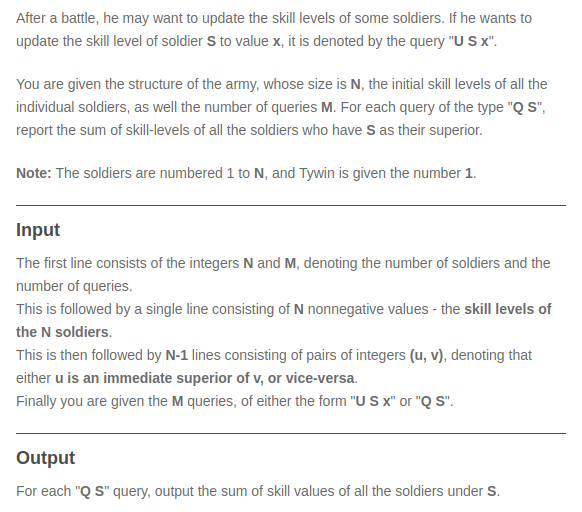 After a battle, he may want to update the skill levels of some soldiers. If he wants to
update the skill level of soldier S to value x, it is denoted by the query "U S x".
You are given the structure of the army, whose size is N, the initial skill levels of all the
individual soldiers, as well the number of queries M. For each query of the type "Q S",
report the sum of skill-levels of all the soldiers who have S as their superior.
Note: The soldiers are numbered 1 to N, and Tywin is given the number 1.
Input
The first line consists of the integers N and M, denoting the number of soldiers and the
number of queries.
This is followed by a single line consisting of N nonnegative values - the skill levels of
the N soldiers.
This is then followed by N-1 lines consisting of pairs of integers (u, v), denoting that
either u is an immediate superior of v, or vice-versa.
Finally you are given the M queries, of either the form "U S x" or "Q S".
Output
For each "Q S" query, output the sum of skill values of all the soldiers under S.